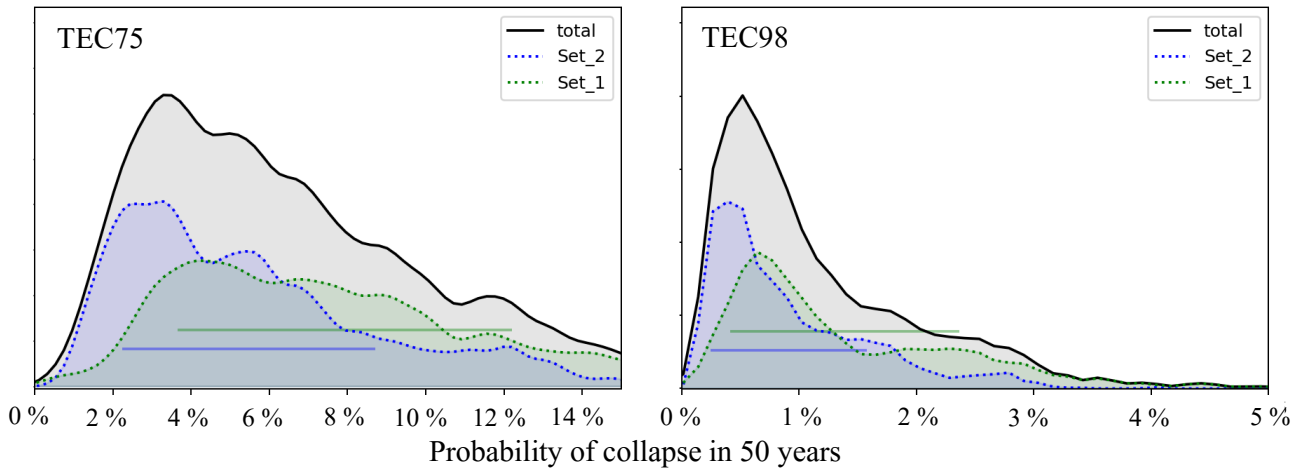 TEC75
total
Set_2
Set_1
0 % 2 % 4 % 6 % 8 % 10 % 12 % 14 %
TEC98
total
Set_2
Set_1
0 % 1 % 2 % 3 % 4 % 5 %
Probability of collapse in 50 years